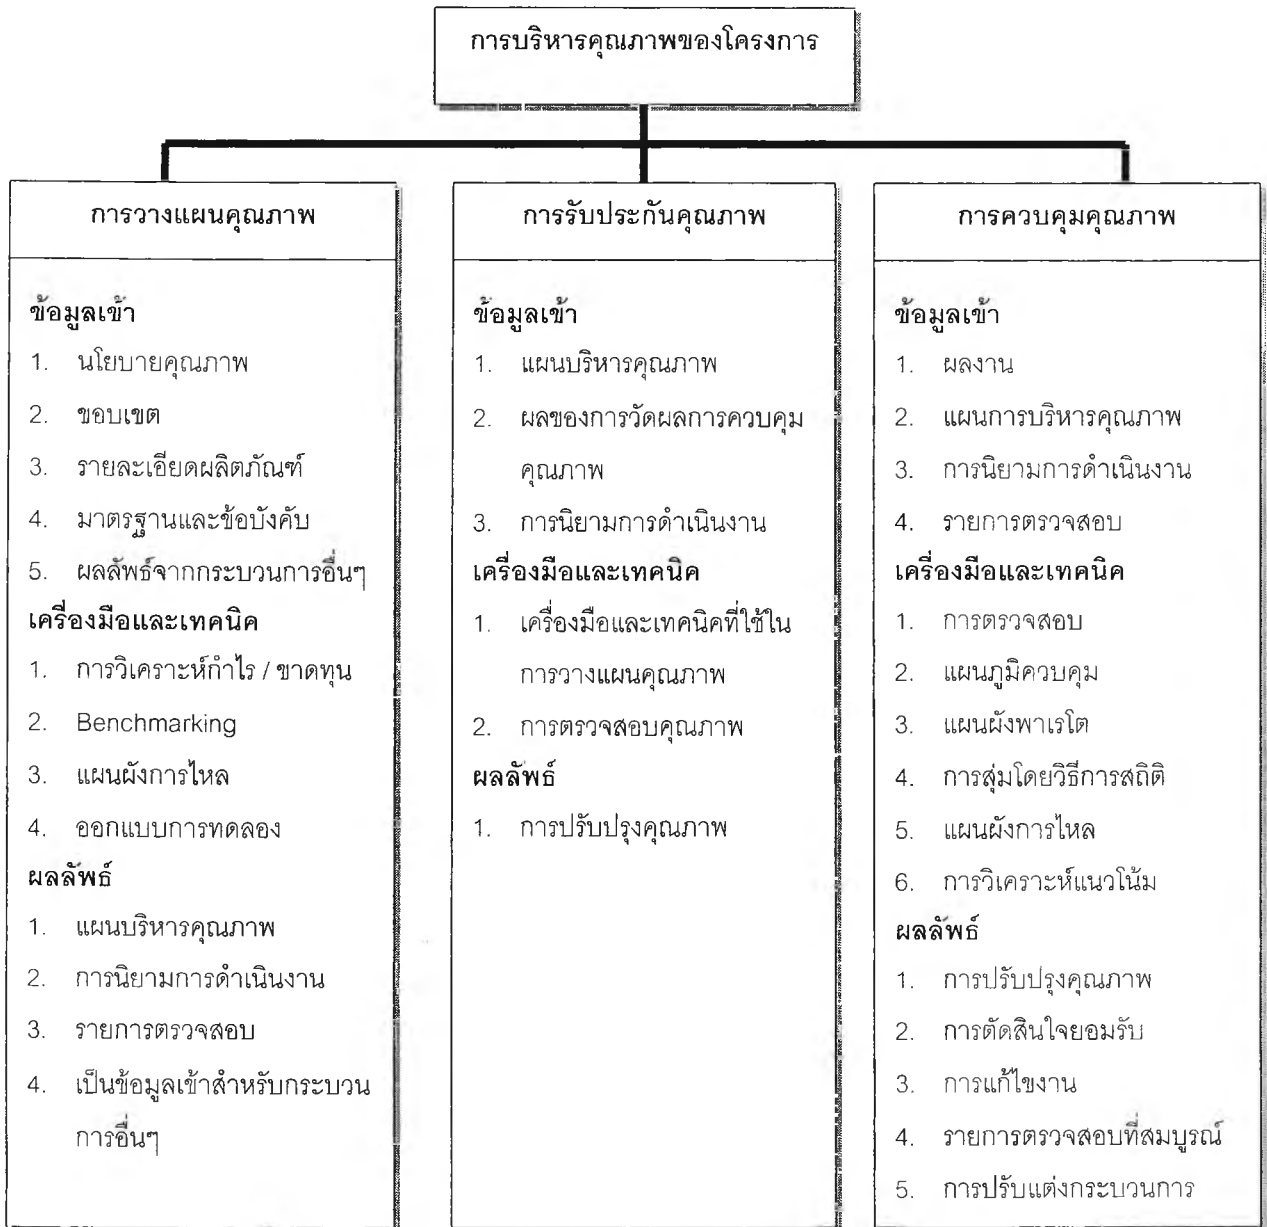 การบริหารคุณภาพของโครงการ
การวางแผนคุณภาพ
ข้อมูลเข้า
1. นโยบายคุณภาพ
2. ขอบเขต
3. รายละเอียดผลิตภัณฑ์
4. มาตรฐานและข้อบังคับ
5. ผลลัพธ์จากกระบวนการอื่นๆ
เครื่องมือและเทคนิค
1. การวิเคราะห์กำไร / ขาดทุน
2. Benchmarking
3. แผนผังการไหล
4. ออกแบบการทดลอง
ผลลัพธ์
1. แผนบริหารคุณภาพ
2. การนิยามการดำเนินงาน
3. รายการตรวจสอบ
4. เป็นข้อมูลเข้าสำหรับกระบวน
การอื่นๆ
การรับประกันคุณภาพ
ข้อมูลเข้า
1. แผนบริหารคุณภาพ
2. ผลของการวัดผลการควบคุม
คุณภาพ
3. การนิยามการดำเนินงาน
เครื่องมือและเทคนิค
1. เครื่องมือและเทคนิคที่ใช้ใน
การวางแผนคุณภาพ
2. การตรวจสอบคุณภาพ
ผลลัพธ์
1. การปรับปรุงคุณภาพ
การควบคุมคุณภาพ
ข้อมูลเข้า
1. ผลงาน
2. แผนการบริหารคุณภาพ
3. การนิยามการดำเนินงาน
4. รายการตรวจสอบ
เครื่องมือและเทคนิค
1. การตรวจสอบ
2. แผนภูมิควบคุม
3. แผนผังพาเรโต
4. การสุ่มโดยวิธีการสถิติ
5. แผนผังการไหล
6. การวิเคราะห์แนวโน้ม
ผลลัพธ์
1. การปรับปรุงคุณภาพ
2. การตัดสินใจยอมรับ
3. การแก้ไขงาน
4. รายการตรวจสอบที่สมบูรณ์
5. การปรับแต่งกระบวนการ